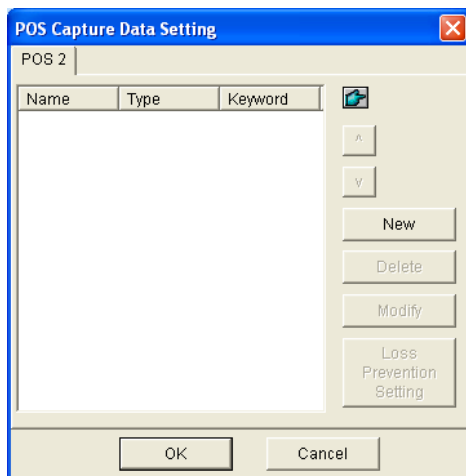 POS Capture Data Setting
POS 2
Name Type Keyword
New
Delete
Modify
Loss
Prevention
Setting
OK Cancel